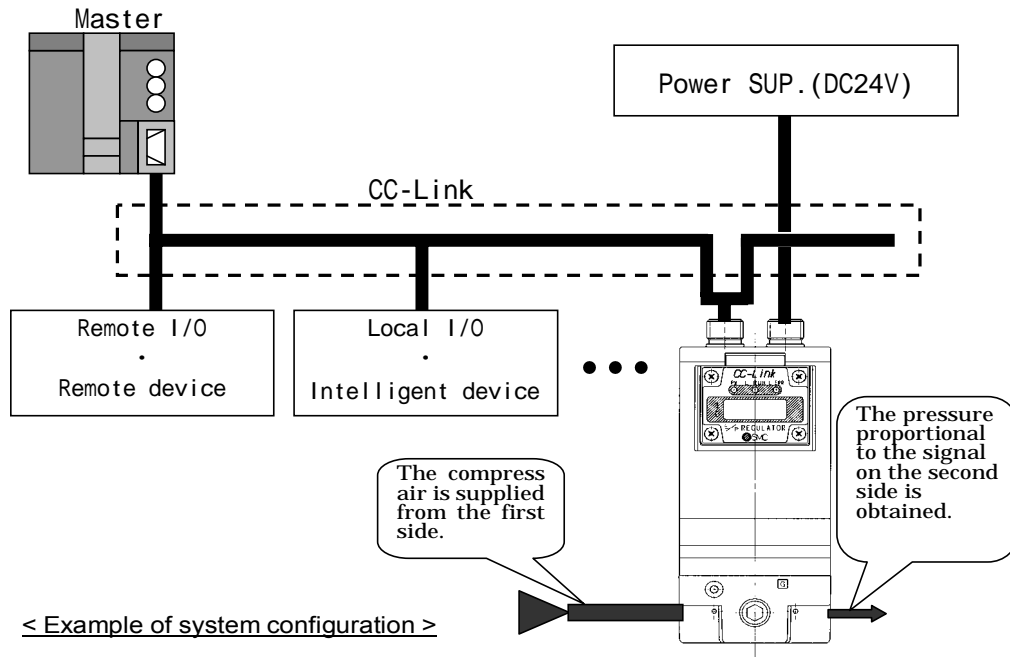 Master
Power SUP.(DC24V)
CC-Link
Remote I/O
・
Remote device
Local I/O
・
Intelligent device
CC-Link
REGULATOR
SMC
The compress
air is supplied
from the first
side.
The pressure
proportional
to the signal
on the second
side is
obtained.
< Example of system configuration >